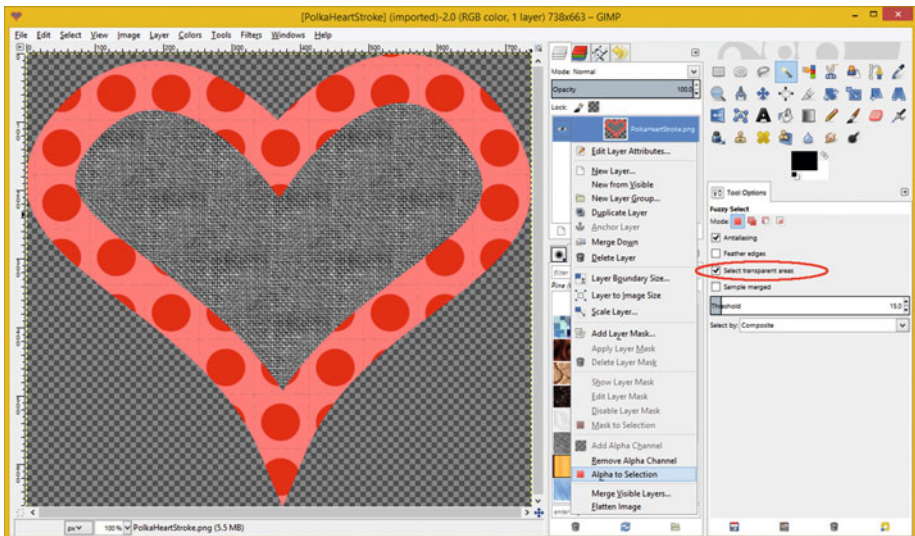 [PolkaHeartStroke] (imported)-2.0 (RGB color, 1 layer) 738x663 – GIMP
File Edit Select View Image Layer Colors Tools Filters Windows Help
Mode: Normal
Opacity 100.0
Lock:
PolkaHeartStroke.png
Edit Layer Attributes...
New Layer...
New from Visible
New Layer Group...
Duplicate Layer
Anchor Layer
Merge Down
Delete Layer
Layer Boundary Size...
Layer to Image Size
Scale Layer...
Add Layer Mask...
Apply Layer Mask
Delete Layer Mask
Show Layer Mask
Edit Layer Mask
Disable Layer Mask
Mask to Selection
Add Alpha Channel
Remove Alpha Channel
Alpha to Selection
Merge Visible Layers...
Flatten Image
filter
Pine
Tool Options
Fuzzy Select
Mode:
Antialiasing
Feather edges
Select transparent areas
Sample merged
Threshold 15.0
Select by: Composite
px 100% PolkaHeartStroke.png (5.5 MB)